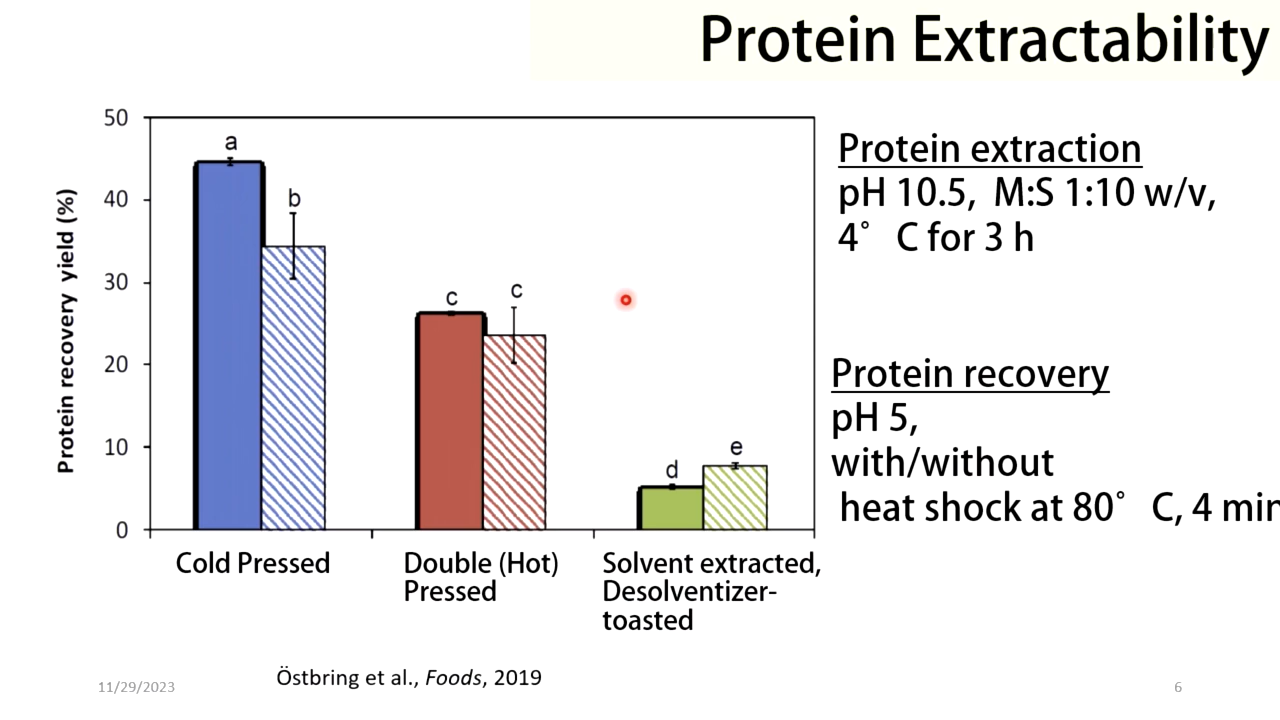 Protein Extractability
50
40
30
20
10
0
Protein recovery yield (%)
a
b
c
c
d
e
Cold Pressed
Double (Hot)
Pressed
Solvent extracted,
Desolventizer-
toasted
Protein extraction
pH 10.5, M:S 1:10 w/v,
4° C for 3 h
Protein recovery
pH 5,
with/without
heat shock at 80° C, 4 min
Östbring et al., Foods, 2019
11/29/2023
6